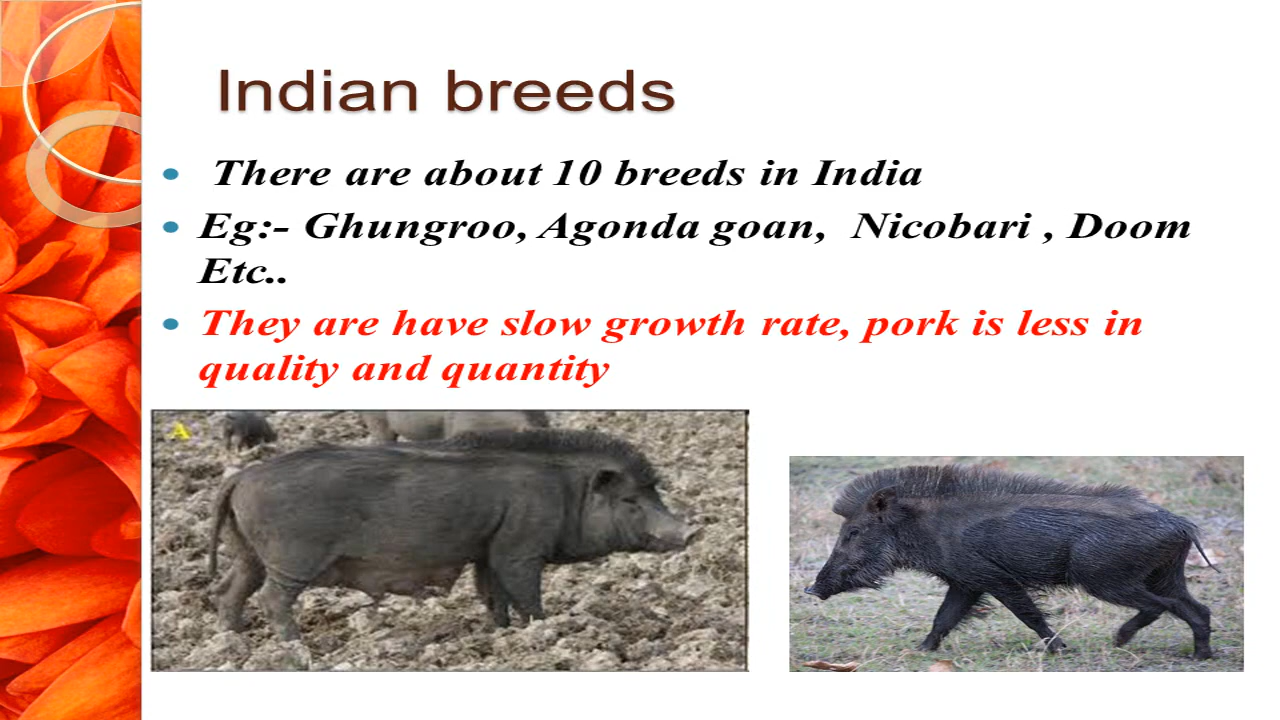 Indian breeds
There are about 10 breeds in India
Eg:- Ghungroo, Agonda goan, Nicobari , Doom
Etc..
They are have slow growth rate, pork is less in
quality and quantity
A